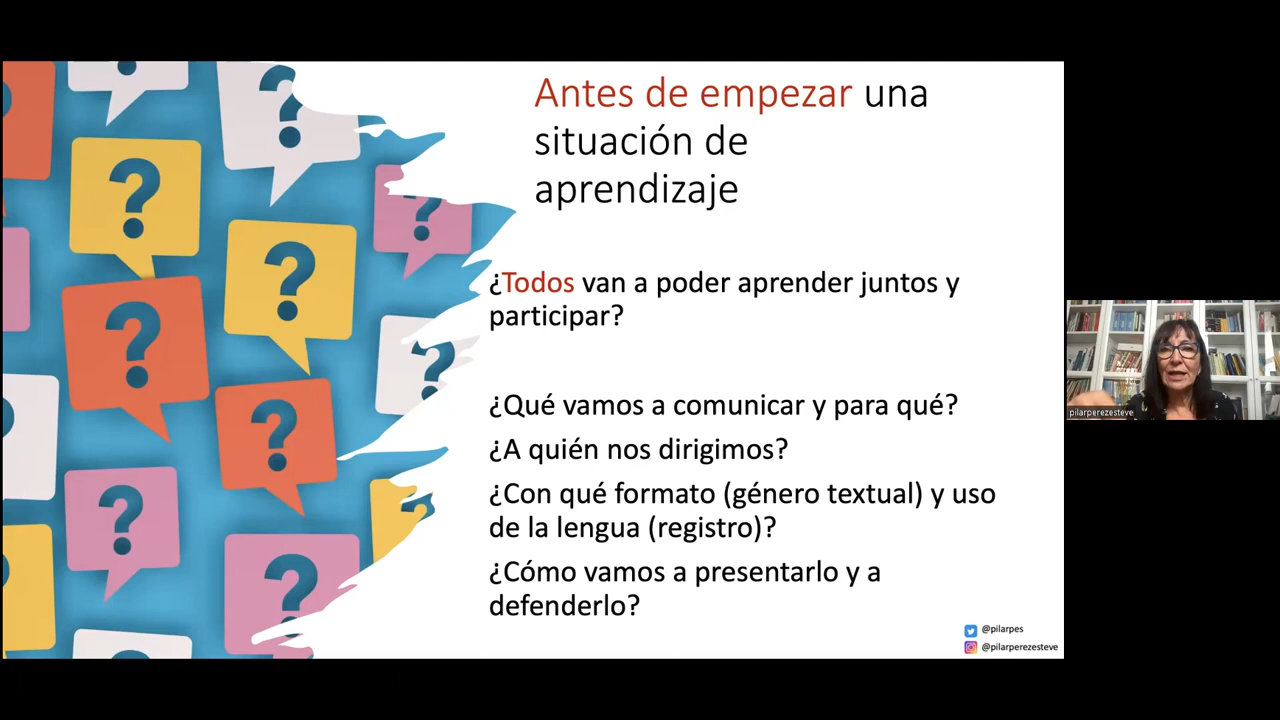 Antes de empezar una
situación de
aprendizaje
¿Todos van a poder aprender juntos y
participar?
¿Qué vamos a comunicar y para qué?
¿A quién nos dirigimos?
¿Con qué formato (género textual) y uso
de la lengua (registro)?
¿Cómo vamos a presentarlo y a
defenderlo?
@pilarpes
@pilarperezesteve
pilarperezesteve